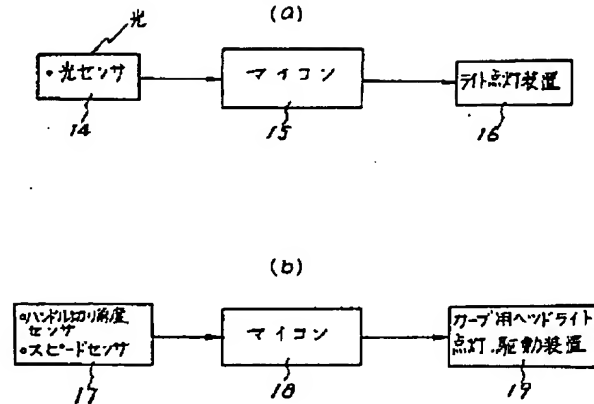 (a)
光
・光センサ
マイコン
ライト点灯装置
14
15
16
(b)
・ハンドル切り角度
センサ
・スピードセンサ
マイコン
カーブ用ヘッドライト
点灯、駆動装置
17
18
19